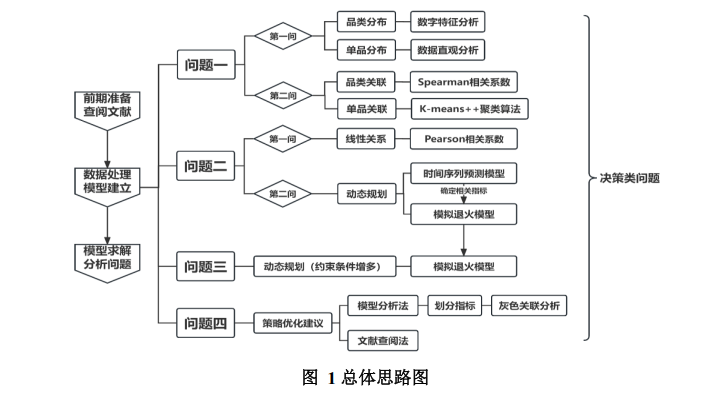 前期准备
查阅文献
数据处理
模型建立
模型求解
分析问题
问题一
第一问
品类分布
数字特征分析
单品分布
数据直观分析
第二问
品类关联
Spearman相关系数
单品关联
K-means++聚类算法
问题二
第一问
线性关系
Pearson相关系数
第二问
动态规划
时间序列预测模型
确定相关指标
模拟退火模型
问题三
动态规划（约束条件增多）
模拟退火模型
问题四
策略优化建议
模型分析法
划分指标
灰色关联分析
文献查阅法
决策类问题
图 1 总体思路图